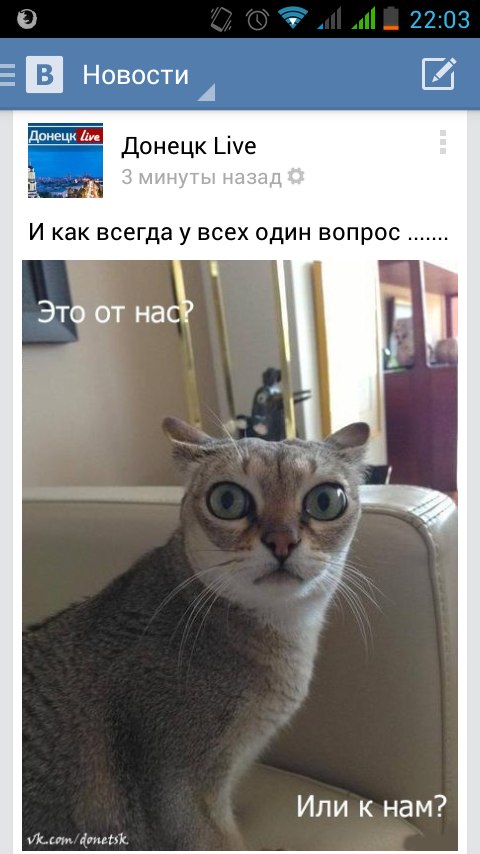 22:03
В Новости
Донецк Live
Донецк Live
3 минуты назад
И как всегда у всех один вопрос .......
Это от нас?
Или к нам?
vk.com/donetsk